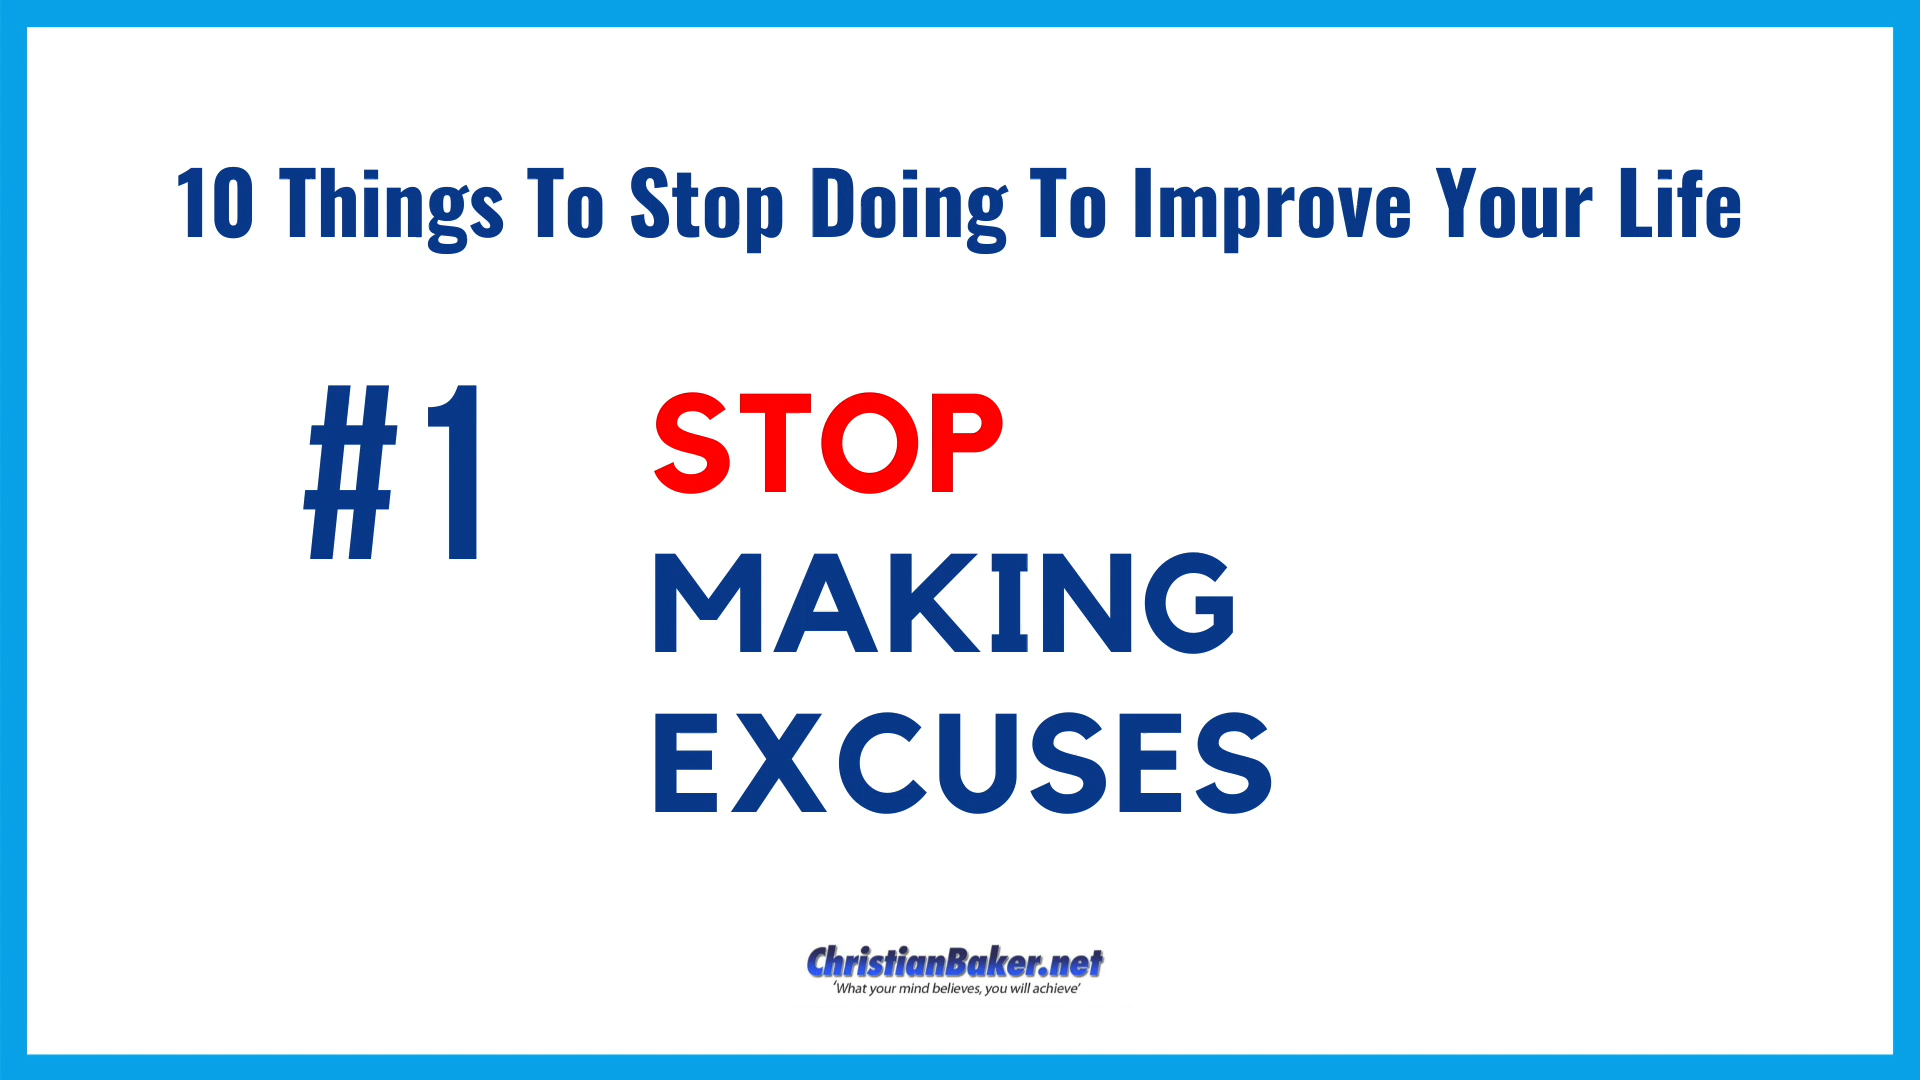 10 Things To Stop Doing To Improve Your Life
#1
STOP
MAKING
EXCUSES
ChristianBaker.net
‘What your mind believes, you will achieve’